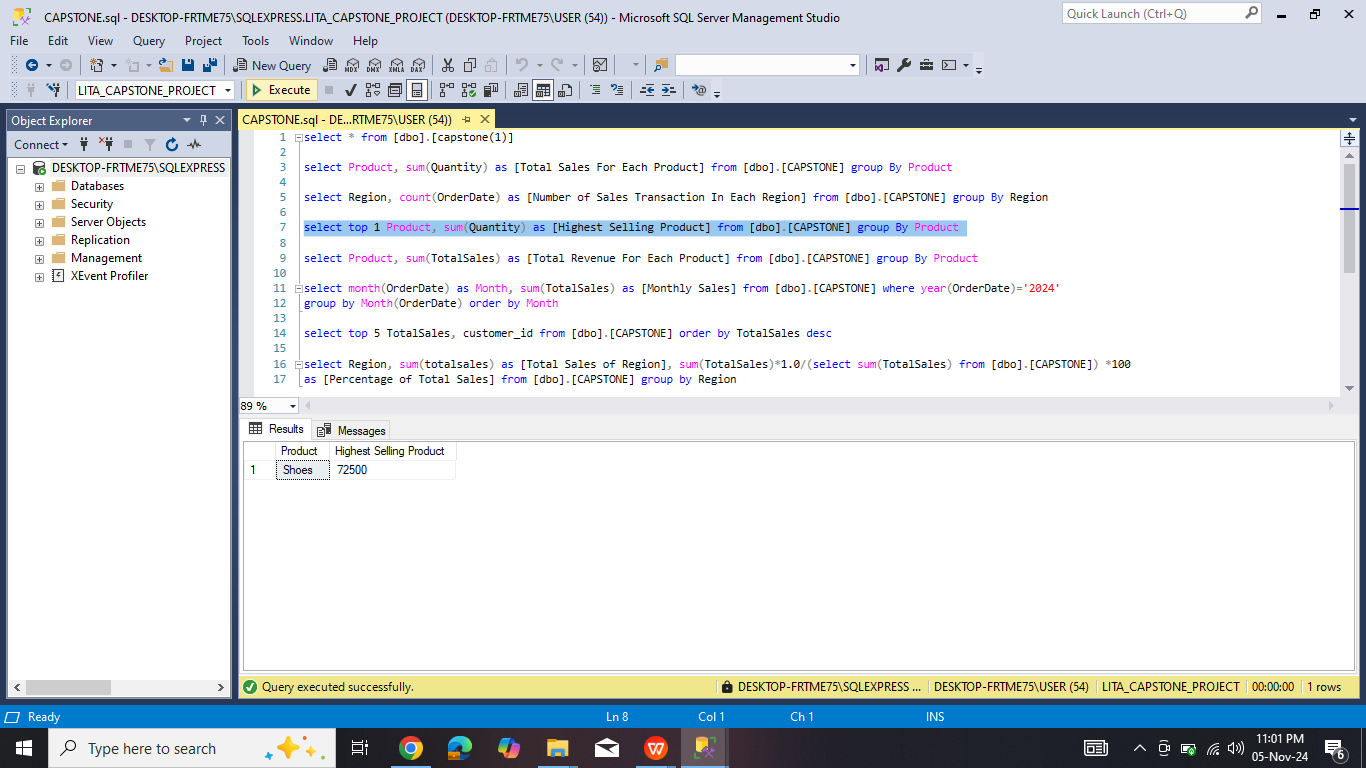 CAPSTONE.sql - DESKTOP-FRTME75\SQLEXPRESS.LITA_CAPSTONE_PROJECT (DESKTOP-FRTME75\USER (54)) - Microsoft SQL Server Management Studio
Quick Launch (Ctrl+Q)
File Edit View Query Project Tools Window Help
New Query MDX DMX XMLA DAX
LITA_CAPSTONE_PROJECT Execute
Object Explorer
Connect
DESKTOP-FRTME75\SQLEXPRESS
Databases
Security
Server Objects
Replication
Management
XEvent Profiler
CAPSTONE.sql - DE...RTME75\USER (54))
1 select * from [dbo].[capstone(1)]
2
3 select Product, sum(Quantity) as [Total Sales For Each Product] from [dbo].[CAPSTONE] group By Product
4
5 select Region, count(OrderDate) as [Number of Sales Transaction In Each Region] from [dbo].[CAPSTONE] group By Region
6
7 select top 1 Product, sum(Quantity) as [Highest Selling Product] from [dbo].[CAPSTONE] group By Product
8
9 select Product, sum(TotalSales) as [Total Revenue For Each Product] from [dbo].[CAPSTONE] group By Product
10
11 select month(OrderDate) as Month, sum(TotalSales) as [Monthly Sales] from [dbo].[CAPSTONE] where year(OrderDate)='2024'
12 group by Month(OrderDate) order by Month
13
14 select top 5 TotalSales, customer_id from [dbo].[CAPSTONE] order by TotalSales desc
15
16 select Region, sum(totalsales) as [Total Sales of Region], sum(TotalSales)*1.0/(select sum(TotalSales) from [dbo].[CAPSTONE]) *100
17 as [Percentage of Total Sales] from [dbo].[CAPSTONE] group by Region
89 %
Results Messages
Product Highest Selling Product
1 Shoes 72500
Query executed successfully. DESKTOP-FRTME75\SQLEXPRESS ... DESKTOP-FRTME75\USER (54) LITA_CAPSTONE_PROJECT 00:00:00 1 rows
Ready Ln 8 Col 1 Ch 1 INS
Type here to search
11:01 PM
05-Nov-24
6